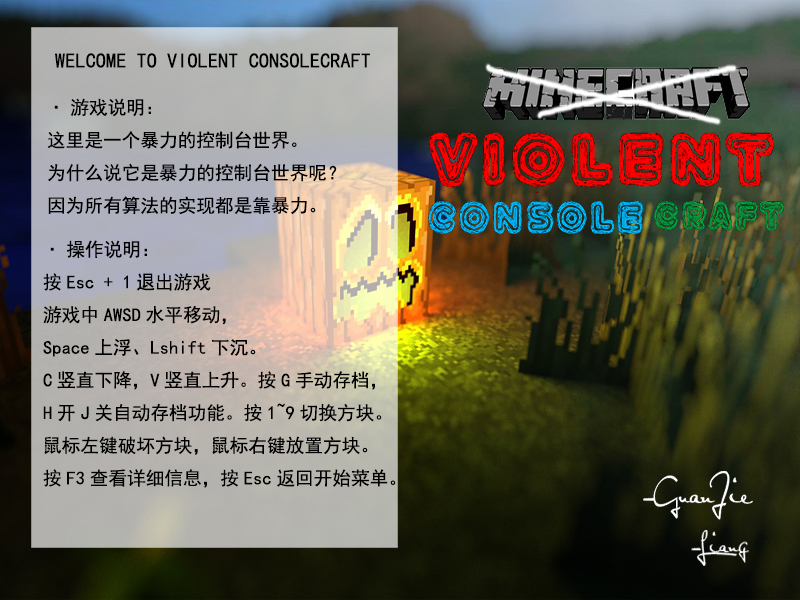 WELCOME TO VIOLENT CONSOLECRAFT
· 游戏说明：
这里是一个暴力的控制台世界。
为什么说它是暴力的控制台世界呢？
因为所有算法的实现都是靠暴力。
· 操作说明：
按 Esc + 1 退出游戏
游戏中 AWSD 水平移动，
Space 上浮、Lshift 下沉。
C 竖直下降，V 竖直上升。按 G 手动存档，
H 开 J 关自动存档功能。按 1~9 切换方块。
鼠标左键破坏方块，鼠标右键放置方块。
按 F3 查看详细信息，按 Esc 返回开始菜单。
MINECRAFT
VIOLENT
CONSOLE CRAFT
-GuanJie
-Liang